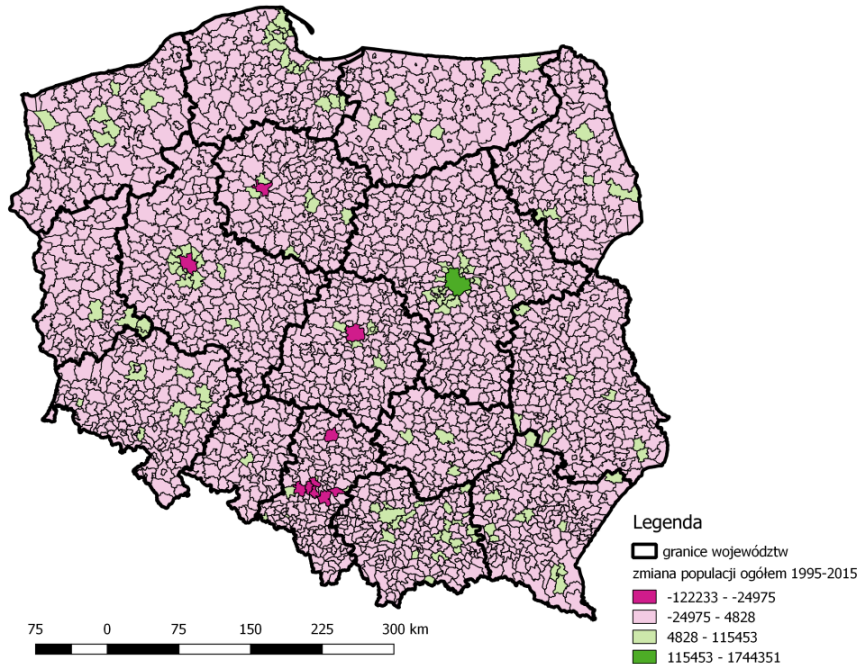 Legenda
granice województw
zmiana populacji ogółem 1995-2015
-122233 - -24975
-24975 - 4828
4828 - 115453
115453 - 1744351
75 0 75 150 225 300 km